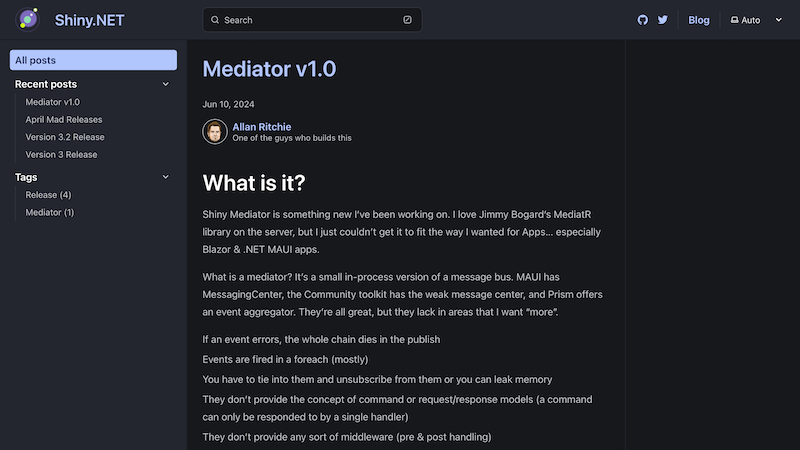 Shiny.NET
Search
Blog
Auto
All posts
Recent posts
Mediator v1.0
April Mad Releases
Version 3.2 Release
Version 3 Release
Tags
Release (4)
Mediator (1)
Mediator v1.0
Jun 10, 2024
Allan Ritchie
One of the guys who builds this
What is it?
Shiny Mediator is something new I’ve been working on. I love Jimmy Bogard’s MediatR
library on the server, but I just couldn’t get it to fit the way I wanted for Apps… especially
Blazor & .NET MAUI apps.
What is a mediator? It’s a small in-process version of a message bus. MAUI has
MessagingCenter, the Community toolkit has the weak message center, and Prism offers
an event aggregator. They’re all great, but they lack in areas that I want “more”.
If an event errors, the whole chain dies in the publish
Events are fired in a foreach (mostly)
You have to tie into them and unsubscribe from them or you can leak memory
They don’t provide the concept of command or request/response models (a command
can only be responded to by a single handler)
They don’t provide any sort of middleware (pre & post handling)